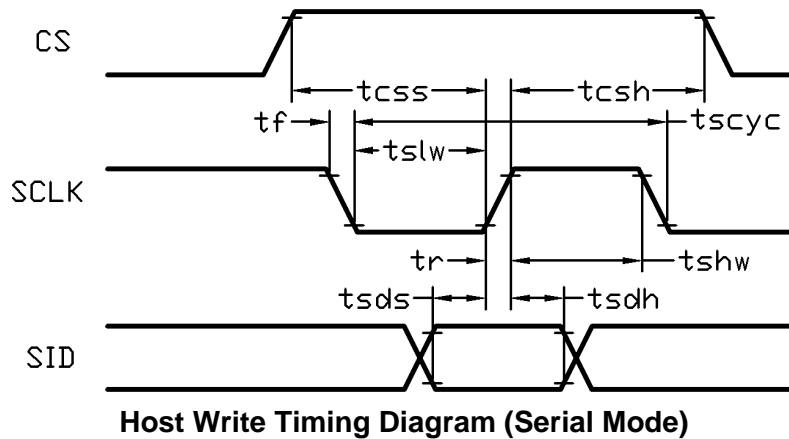 CS
tcss tcsh
tf tscyc
tslw
SCLK
tr tshw
tsds tsdh
SID
Host Write Timing Diagram (Serial Mode)